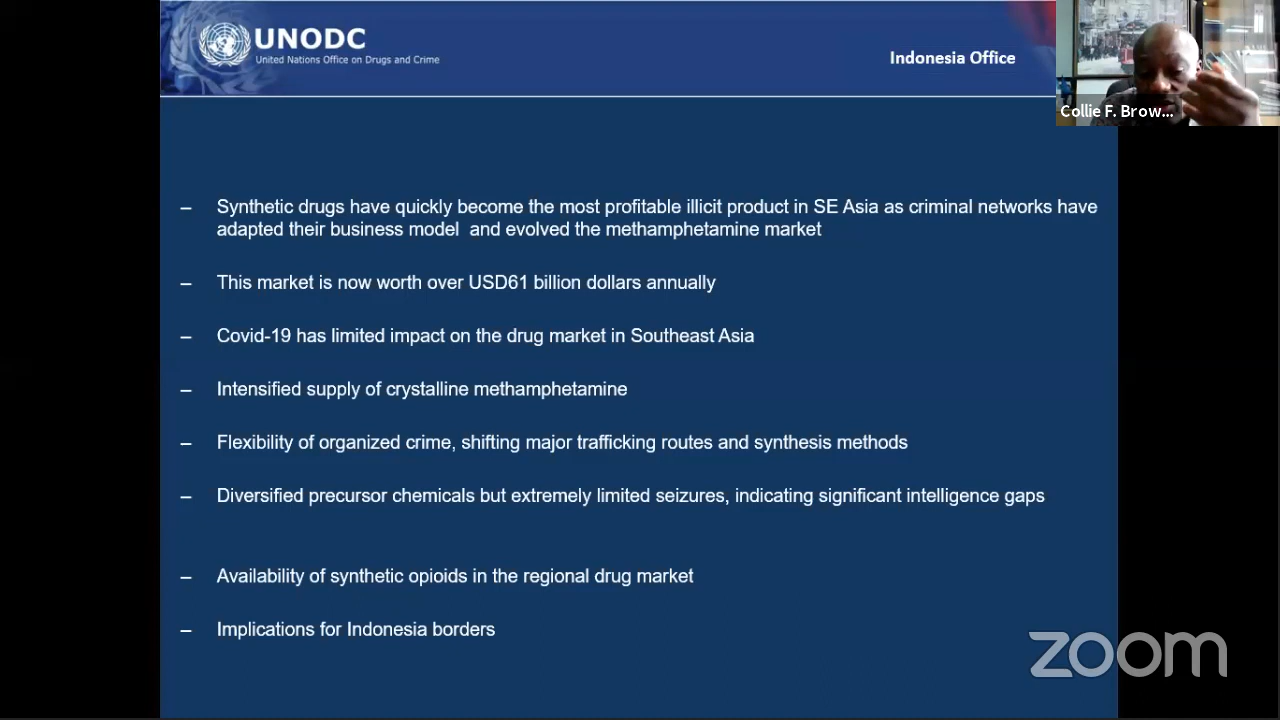 UNODC
United Nations Office on Drugs and Crime
Indonesia Office
Collie F. Brow...
– Synthetic drugs have quickly become the most profitable illicit product in SE Asia as criminal networks have
adapted their business model and evolved the methamphetamine market
– This market is now worth over USD61 billion dollars annually
– Covid-19 has limited impact on the drug market in Southeast Asia
– Intensified supply of crystalline methamphetamine
– Flexibility of organized crime, shifting major trafficking routes and synthesis methods
– Diversified precursor chemicals but extremely limited seizures, indicating significant intelligence gaps
– Availability of synthetic opioids in the regional drug market
– Implications for Indonesia borders
zoom